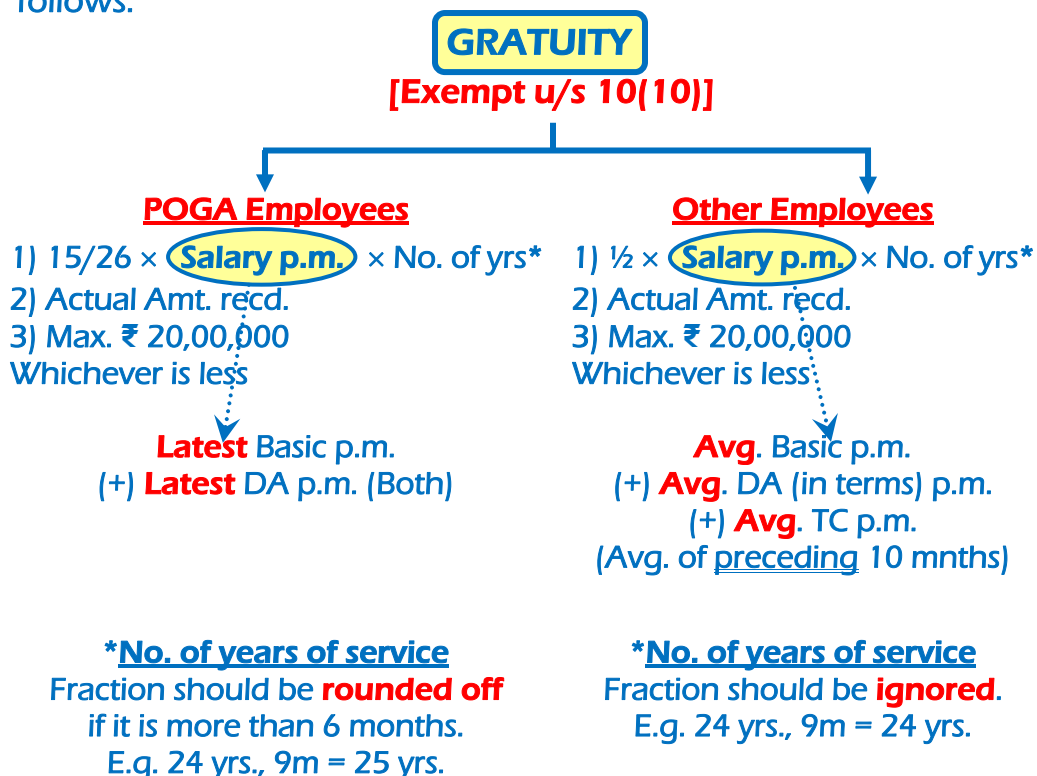 follows.
GRATUITY
[Exempt u/s 10(10)]
POGA Employees
1) 15/26 × Salary p.m. × No. of yrs*
2) Actual Amt. recd.
3) Max. ₹ 20,00,000
Whichever is less
Latest Basic p.m.
(+) Latest DA p.m. (Both)
*No. of years of service
Fraction should be rounded off
if it is more than 6 months.
E.g. 24 yrs., 9m = 25 yrs.
Other Employees
1) ½ × Salary p.m. × No. of yrs*
2) Actual Amt. recd.
3) Max. ₹ 20,00,000
Whichever is less
Avg. Basic p.m.
(+) Avg. DA (in terms) p.m.
(+) Avg. TC p.m.
(Avg. of preceding 10 mnths)
*No. of years of service
Fraction should be ignored.
E.g. 24 yrs., 9m = 24 yrs.